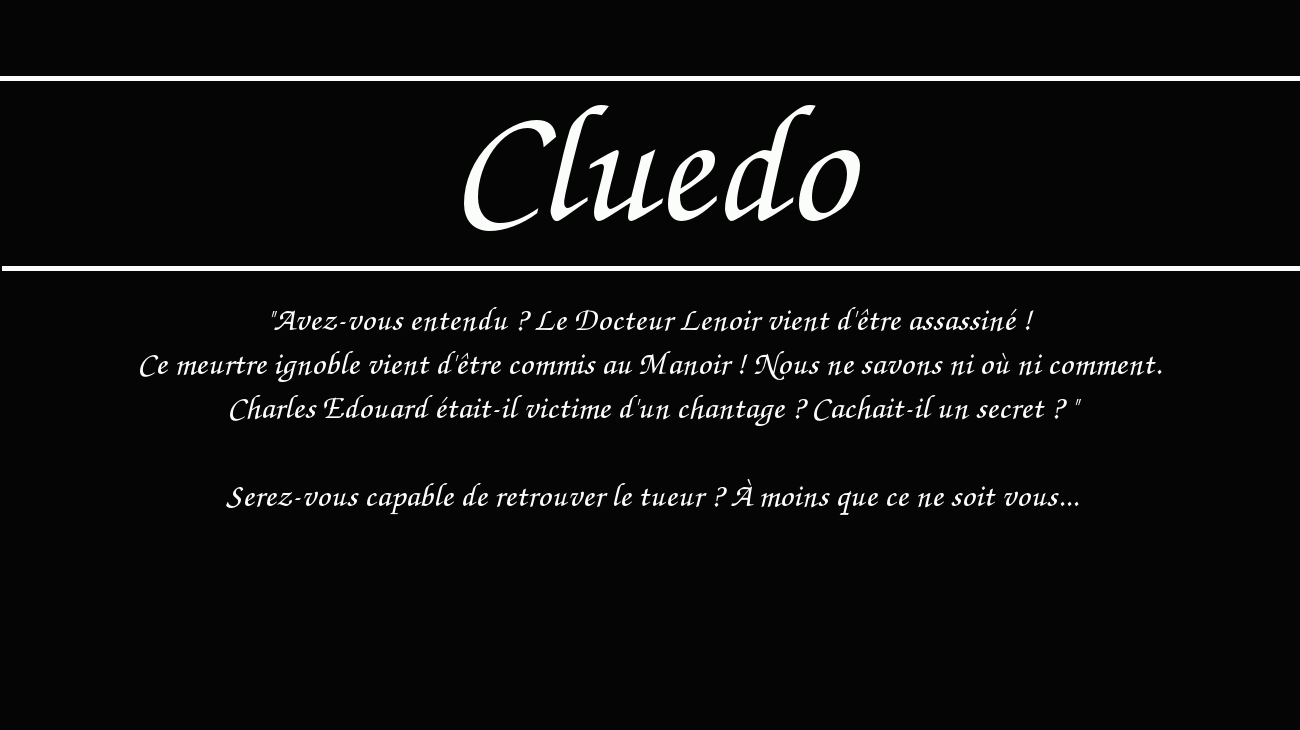 Cluedo
"Avez-vous entendu ? Le Docteur Lenoir vient d'être assassiné !
Ce meurtre ignoble vient d'être commis au Manoir ! Nous ne savons ni où ni comment.
Charles Edouard était-il victime d'un chantage ? Cachait-il un secret ? "
Serez-vous capable de retrouver le tueur ? À moins que ce ne soit vous...